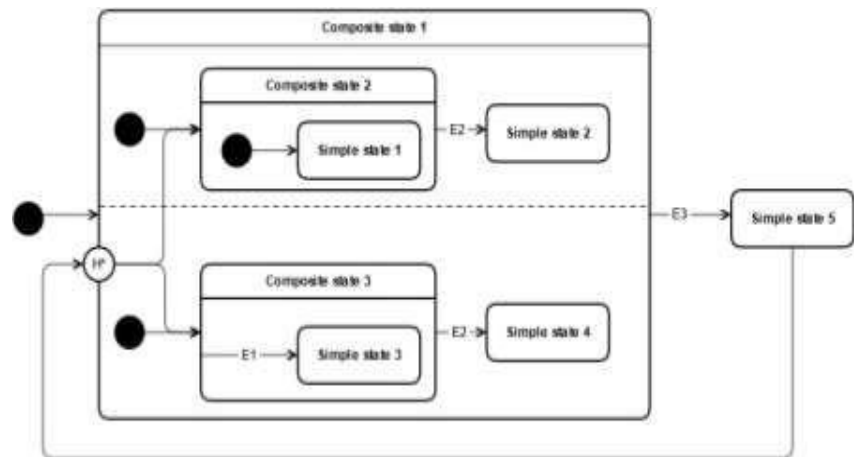 Composite state 1
Composite state 2
Simple state 1
E2
Simple state 2
E3
Simple state 5
H*
Composite state 3
E1
Simple state 3
E2
Simple state 4